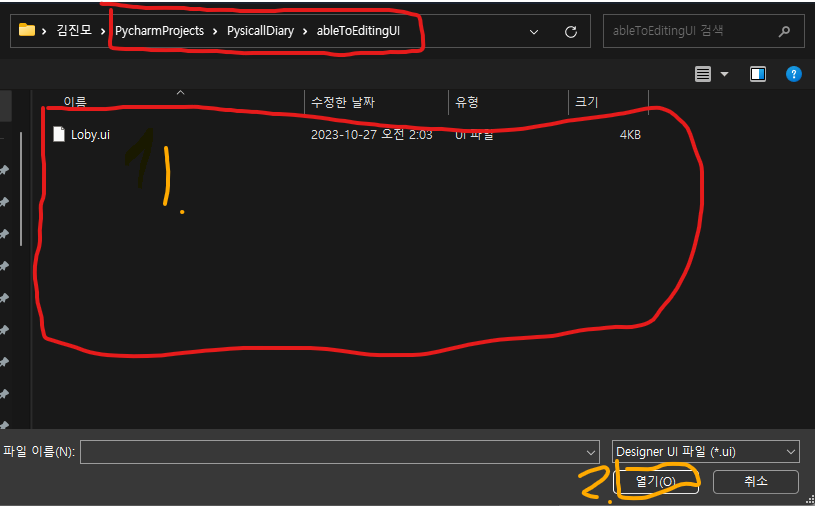 김진모 > PycharmProjects > PysicallDiary > ableToEditingUI
ableToEditingUI 검색
?
이름 수정한 날짜 유형 크기
Loby.ui 2023-10-27 오전 2:03 UI 파일 4KB
1.
파일 이름(N):
Designer UI 파일 (*.ui)
2.
열기(O) 취소